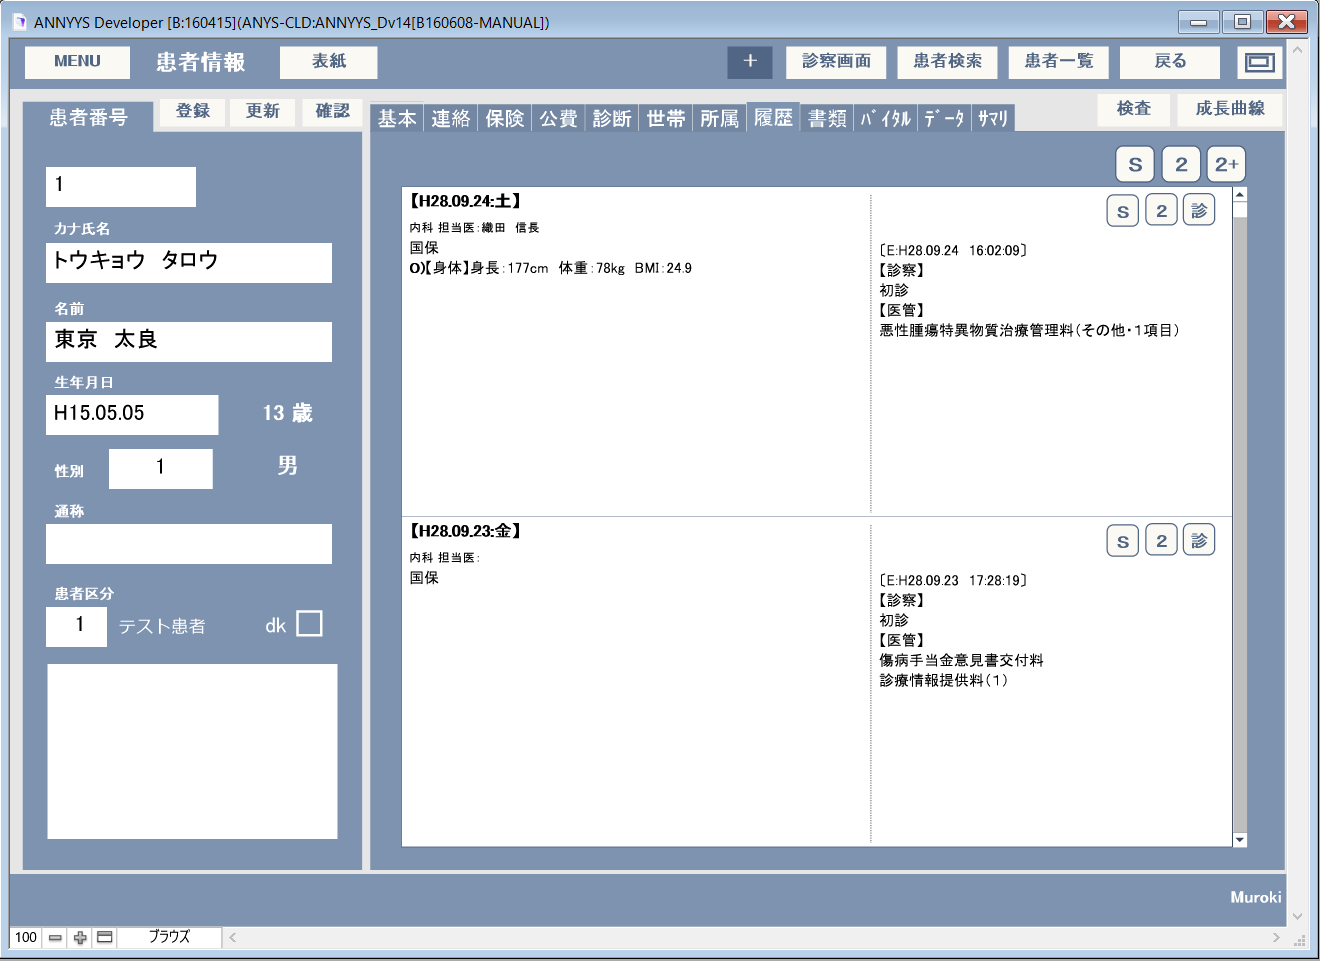 ANNYYS Developer [B:160415](ANYS-CLD:ANNYYS_Dv14[B160608-MANUAL])
MENU 患者情報 表紙 + 診察画面 患者検索 患者一覧 戻る
患者番号 登録 更新 確認
基本 連絡 保険 公費 診断 世帯 所属 履歴 書類 ﾊﾞｲﾀﾙ ﾃﾞｰﾀ ｻﾏﾘ 検査 成長曲線
1
カナ氏名
トウキョウ　タロウ
名前
東京　太良
生年月日
H15.05.05 13 歳
性別 1 男
通称
患者区分
1 テスト患者 dk
S 2 2+
【H28.09.24:土】
内科 担当医:織田　信長
国保
O)【身体】身長:177cm　体重:78kg　BMI:24.9
S 2 診
〔E:H28.09.24　16:02:09〕
【診察】
初診
【医管】
悪性腫瘍特異物質治療管理料(その他・1項目)
【H28.09.23:金】
内科 担当医:
国保
S 2 診
〔E:H28.09.23　17:28:19〕
【診察】
初診
【医管】
傷病手当金意見書交付料
診療情報提供料(1)
Muroki
100 ブラウズ